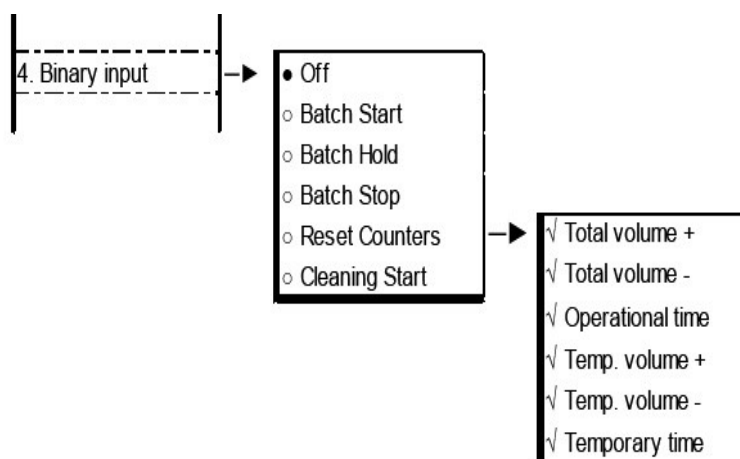 4. Binary input
● Off
○ Batch Start
○ Batch Hold
○ Batch Stop
○ Reset Counters
○ Cleaning Start
√ Total volume +
√ Total volume -
√ Operational time
√ Temp. volume +
√ Temp. volume -
√ Temporary time